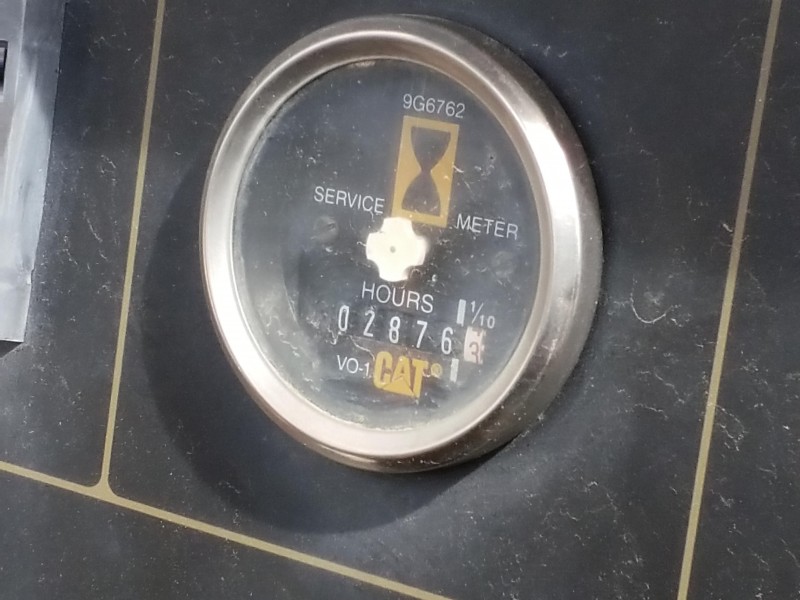 9G6762
SERVICE METER
HOURS
1/10
02876 3
VO-1 CAT®